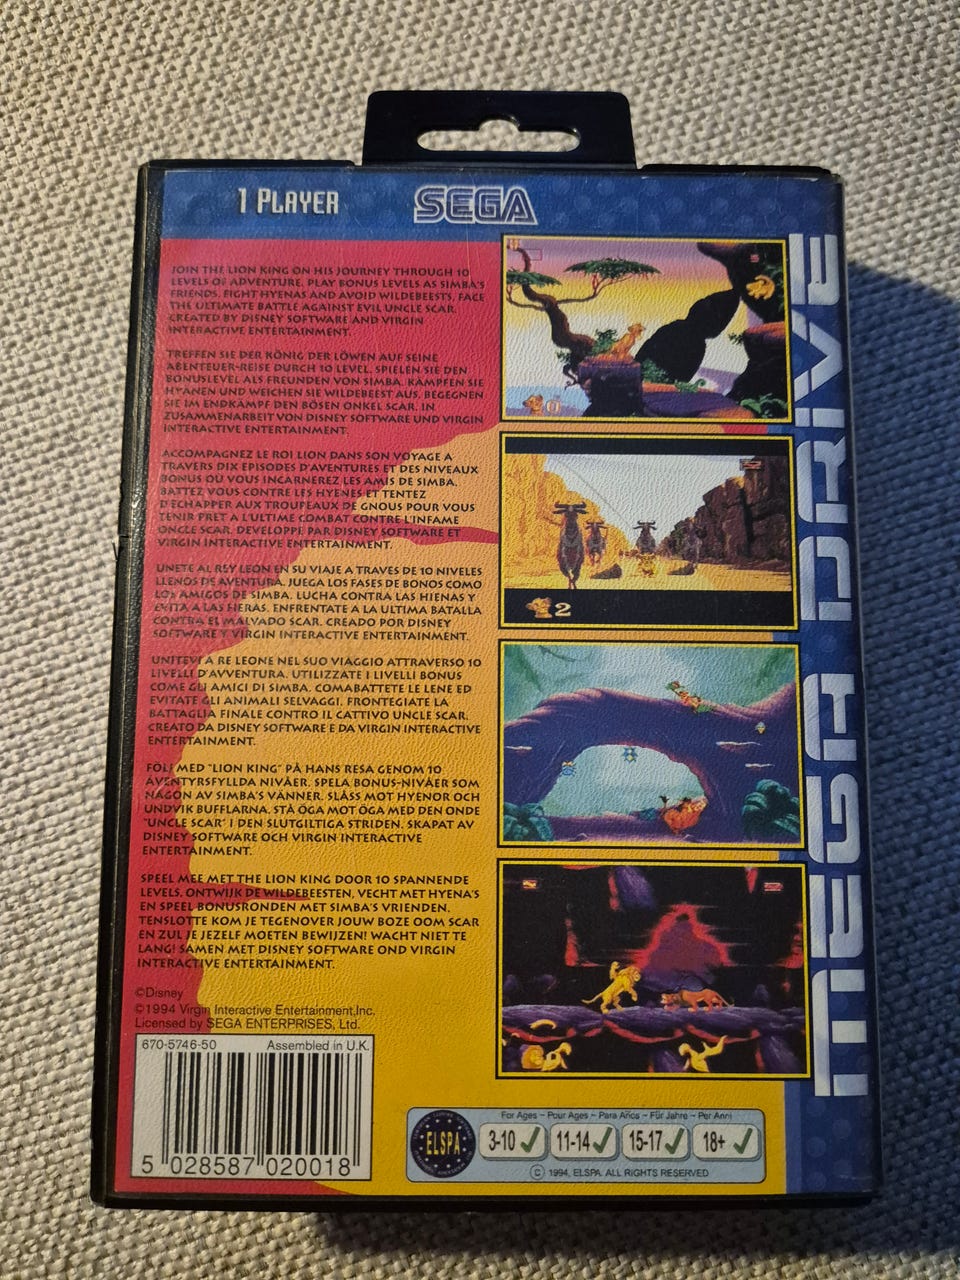 1 PLAYER
SEGA
JOIN THE LION KING ON HIS JOURNEY THROUGH 10
LEVELS OF ADVENTURE. PLAY BONUS LEVELS AS SIMBA'S
FRIENDS. FIGHT HYENAS AND AVOID WILDEBEESTS, FACE
THE ULTIMATE BATTLE AGAINST EVIL UNCLE SCAR.
CREATED BY DISNEY SOFTWARE AND VIRGIN
INTERACTIVE ENTERTAINMENT.
TREFFEN SIE DER KÖNIG DER LÖWEN AUF SEINE
ABENTEUER-REISE DURCH 10 LEVEL. SPIELEN SIE DEN
BONUSLEVEL ALS FREUNDEN VON SIMBA. KÄMPFEN SIE
HYÄNEN UND WEICHEN SIE WILDEBEEST AUS. BEGEGNEN
SIE IM ENDKÄMPF DEN BÖSEN ONKEL SCAR. IN
ZUSAMMENARBEIT VON DISNEY SOFTWARE UND VIRGIN
INTERACTIVE ENTERTAINMENT.
ACCOMPAGNEZ LE ROI LION DANS SON VOYAGE A
TRAVERS DIX EPISODES D'AVENTURES ET DES NIVEAUX
BONUS OU VOUS INCARNEREZ LES AMIS DE SIMBA.
BATTEZ VOUS CONTRE LES HYENES ET TENTEZ
D'ECHAPPER AUX TROUPEAUX DE GNOUS POUR VOUS
TENIR PRET A L'ULTIME COMBAT CONTRE L'INFAME
ONCLE SCAR. DEVELOPPE PAR DISNEY SOFTWARE ET
VIRGIN INTERACTIVE ENTERTAINMENT.
UNETE AL REY LEON EN SU VIAJE A TRAVES DE 10 NIVELES
LLENOS DE AVENTURA. JUEGA LOS FASES DE BONOS COMO
LOS AMIGOS DE SIMBA. LUCHA CONTRA LAS HIENAS Y
EVITA A LAS HERAS. ENFRENTATE A LA ULTIMA BATALLA
CONTRA EL MALVADO SCAR. CREADO POR DISNEY
SOFTWARE Y VIRGIN INTERACTIVE ENTERTAINMENT.
UNITEVI A RE LEONE NEL SUO VIAGGIO ATTRAVERSO 10
LIVELLI D'AVVENTURA. UTILIZZATE I LIVELLI BONUS
COME GLI AMICI DI SIMBA. COMABATTETE LE LENE ED
EVITATE GLI ANIMALI SELVAGGI. FRONTEGIATE LA
BATTAGLIA FINALE CONTRO IL CATTIVO UNCLE SCAR.
CREATO DA DISNEY SOFTWARE E DA VIRGIN INTERACTIVE
ENTERTAINMENT.
FÖLJ MED "LION KING" PÅ HANS RESA GENOM 10
ÄVENTYRSFYLLDA NIVÅER. SPELA BONUS-NIVÅER SOM
NÅGON AV SIMBA'S VÄNNER. SLÅSS MOT HYENOR OCH
UNDVIK BUFFLARNA. STÅ ÖGA MOT ÖGA MED DEN ONDE
"UNCLE SCAR" I DEN SLUTGILTIGA STRIDEN. SKAPAT AV
DISNEY SOFTWARE OCH VIRGIN INTERACTIVE
ENTERTAINMENT.
SPEEL MEE MET THE LION KING DOOR 10 SPANNENDE
LEVELS. ONTWIJK DE WILDEBEESTEN, VECHT MET HYENA'S
EN SPEEL BONUSRONDEN MET SIMBA'S VRIENDEN.
TENSLOTTE KOM JE TEGENOVER JOUW BOZE OOM SCAR
EN ZUL JE JEZELF MOETEN BEWIJZEN! WACHT NIET TE
LANG! SAMEN MET DISNEY SOFTWARE OND VIRGIN
INTERACTIVE ENTERTAINMENT.
©Disney
©1994 Virgin Interactive Entertainment,Inc.
Licensed by SEGA ENTERPRISES, Ltd.
670-5746-50 Assembled in U.K.
5 028587 020018
0
2
MEGA DRIVE
ELSPA
For Ages ~ Pour Ages ~ Para Años ~ Für Jahre ~ Per Anni
3-10 11-14 15-17 18+
© 1994, ELSPA. ALL RIGHTS RESERVED